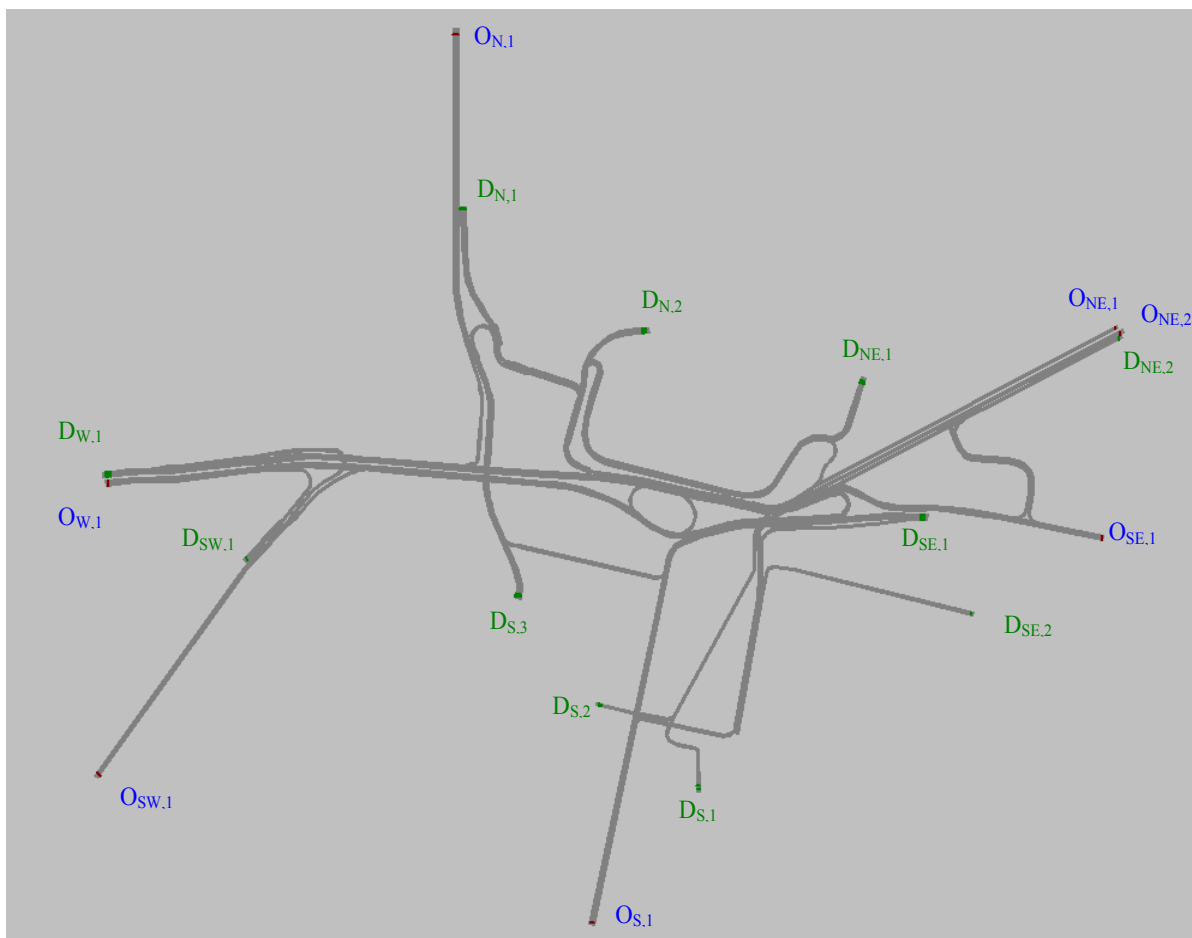 O_N,1
D_N,1
O_NE,1
O_NE,2
D_N,2
D_NE,1
D_NE,2
D_W,1
O_W,1
D_SW,1
D_SE,1
O_SE,1
D_S,3
D_SE,2
D_S,2
O_SW,1
D_S,1
O_S,1